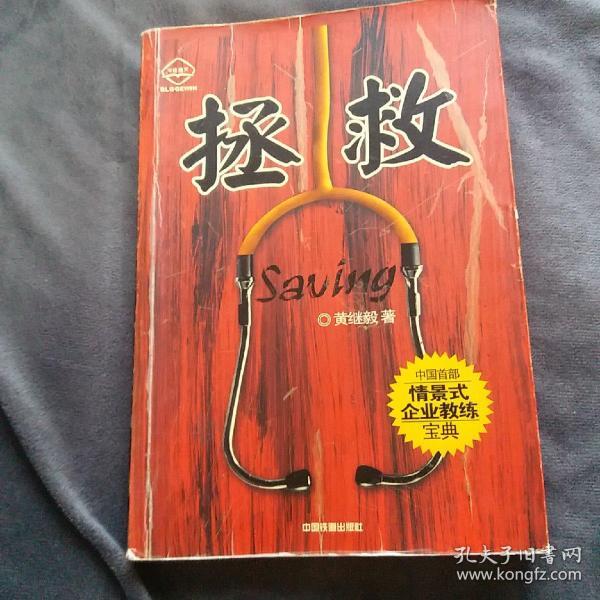 BLOGGEWIN
拯救
Saving
◎黄继毅 著
中国首部
情景式
企业教练
宝典
中国铁道出版社
孔夫子旧书网
www.kongfz.com